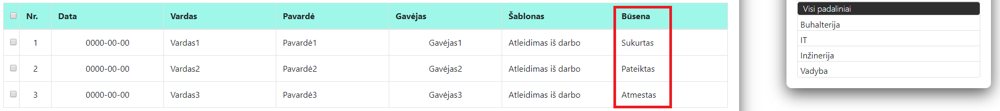 Nr. Data Vardas Pavardė Gavėjas Šablonas Būsena
1 0000-00-00 Vardas1 Pavardė1 Gavėjas1 Atleidimas iš darbo Sukurtas
2 0000-00-00 Vardas2 Pavardė2 Gavėjas2 Atleidimas iš darbo Pateiktas
3 0000-00-00 Vardas3 Pavardė3 Gavėjas3 Atleidimas iš darbo Atmestas
Visi padaliniai
Buhalterija
IT
Inžinerija
Vadyba